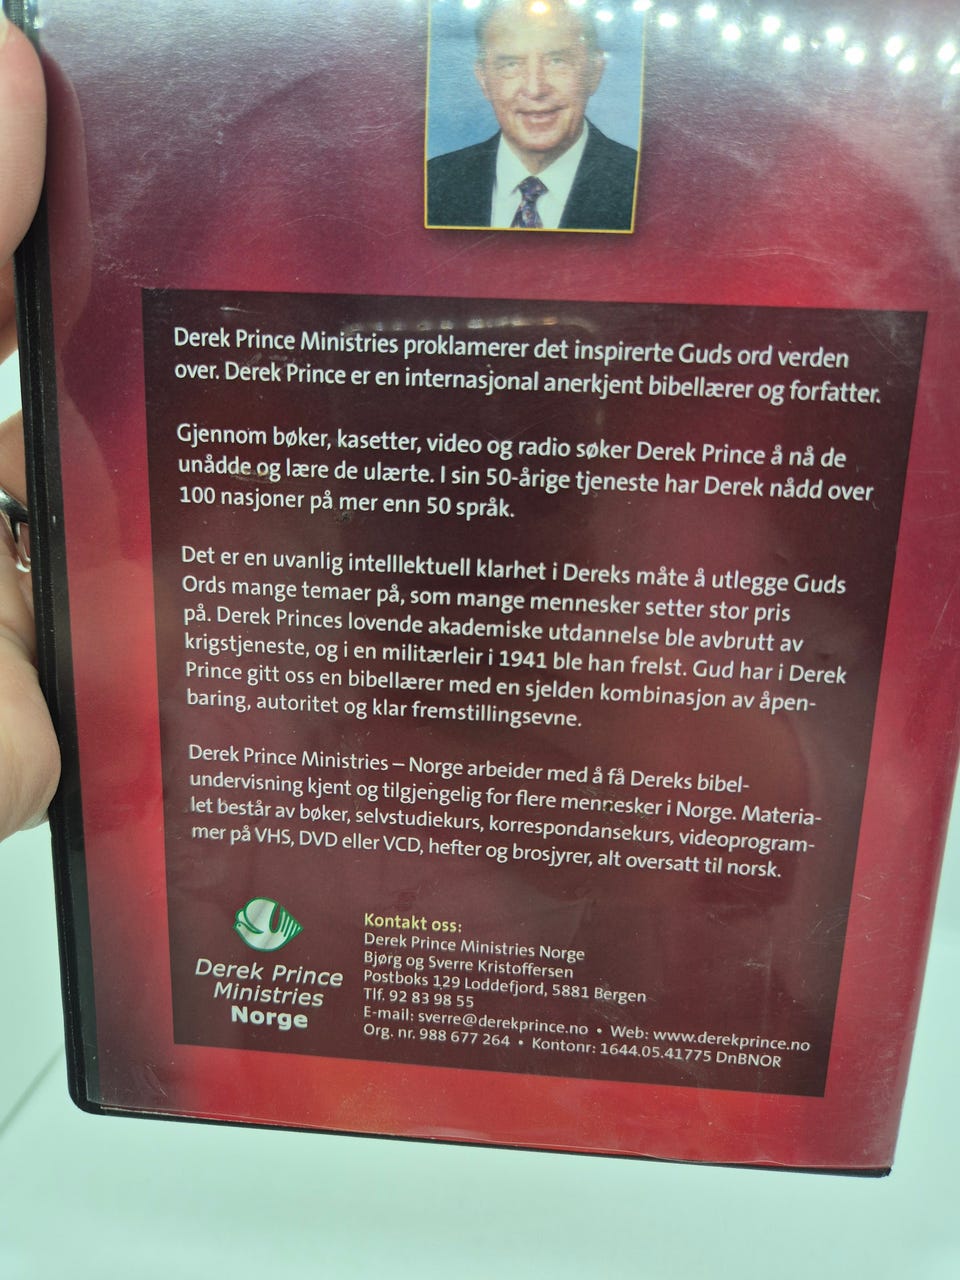 Derek Prince Ministries proklamerer det inspirerte Guds ord verden
over. Derek Prince er en internasjonal anerkjent bibellærer og forfatter.
Gjennom bøker, kasetter, video og radio søker Derek Prince å nå de
unådde og lære de ulærte. I sin 50-årige tjeneste har Derek nådd over
100 nasjoner på mer enn 50 språk.
Det er en uvanlig intelllektuell klarhet i Dereks måte å utlegge Guds
Ords mange temaer på, som mange mennesker setter stor pris
på. Derek Princes lovende akademiske utdannelse ble avbrutt av
krigstjeneste, og i en militærleir i 1941 ble han frelst. Gud har i Derek
Prince gitt oss en bibellærer med en sjelden kombinasjon av åpen-
baring, autoritet og klar fremstillingsevne.
Derek Prince Ministries – Norge arbeider med å få Dereks bibel-
undervisning kjent og tilgjengelig for flere mennesker i Norge. Materia-
let består av bøker, selvstudiekurs, korrespondansekurs, videoprogram-
mer på VHS, DVD eller VCD, hefter og brosjyrer, alt oversatt til norsk.
Derek Prince
Ministries
Norge
Kontakt oss:
Derek Prince Ministries Norge
Bjørg og Sverre Kristoffersen
Postboks 129 Loddefjord, 5881 Bergen
Tlf. 92 83 98 55
E-mail: sverre@derekprince.no • Web: www.derekprince.no
Org. nr. 988 677 264 • Kontonr: 1644.05.41775 DnBNOR